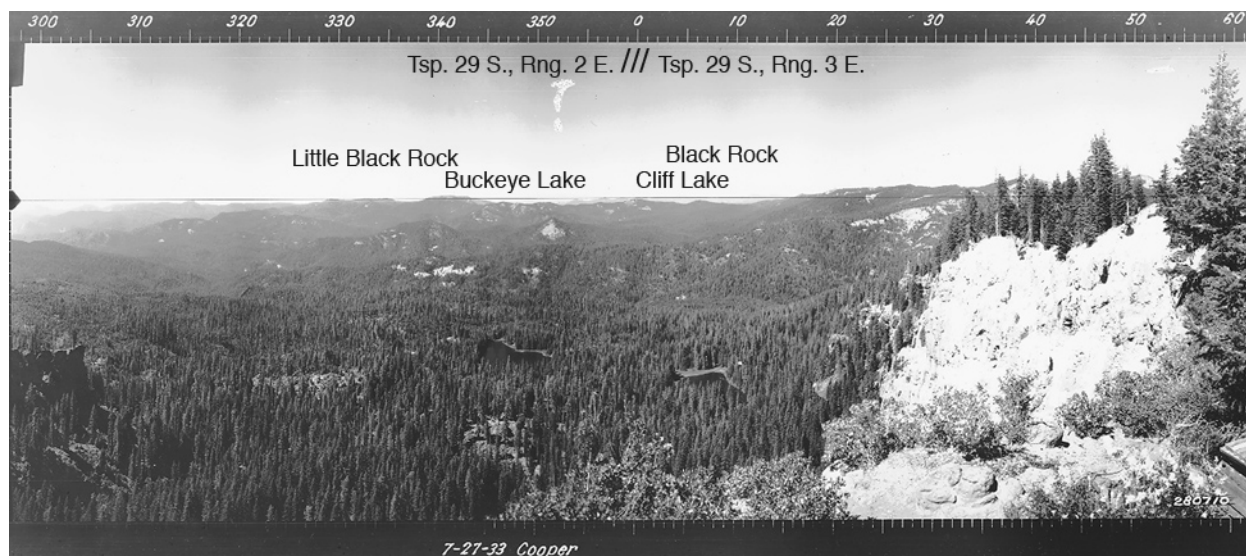 300 310 320 330 340 350 0 10 20 30 40 50 60
Tsp. 29 S., Rng. 2 E. /// Tsp. 29 S., Rng. 3 E.
Little Black Rock
Black Rock
Buckeye Lake
Cliff Lake
280710
7-27-33 Cooper